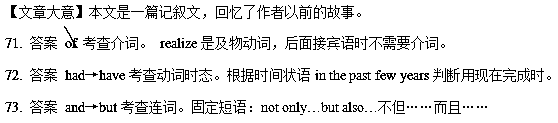 【文章大意】本文是一篇记叙文，回忆了作者以前的故事。
71. 答案 of 考查介词。 realize 是及物动词，后面接宾语时不需要介词。
72. 答案 had→have 考查动词时态。根据时间状语 in the past few years 判断用现在完成时。
73. 答案 and→but 考查连词。固定短语：not only…but also…不但……而且……